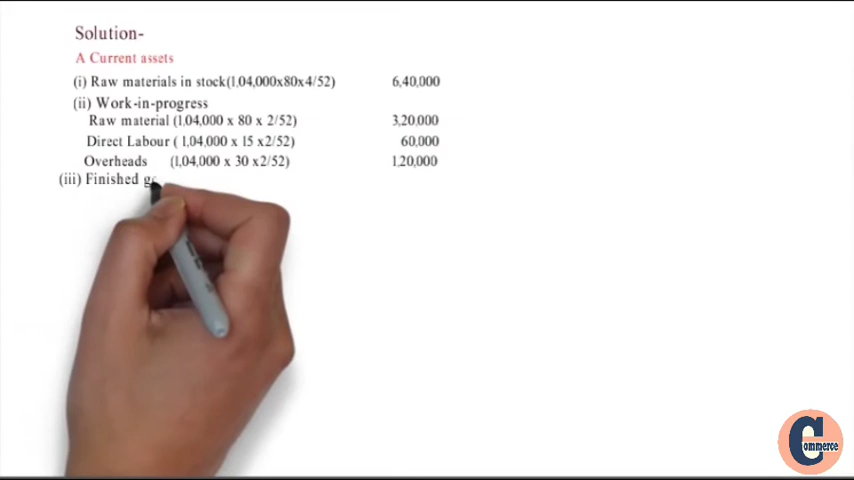 Solution-
A Current assets
(i) Raw materials in stock(1,04,000x80x4/52) 6,40,000
(ii) Work-in-progress
Raw material (1,04,000 x 80 x 2/52) 3,20,000
Direct Labour ( 1,04,000 x 15 x2/52) 60,000
Overheads (1,04,000 x 30 x2/52) 1,20,000
(iii) Finished
Commerce